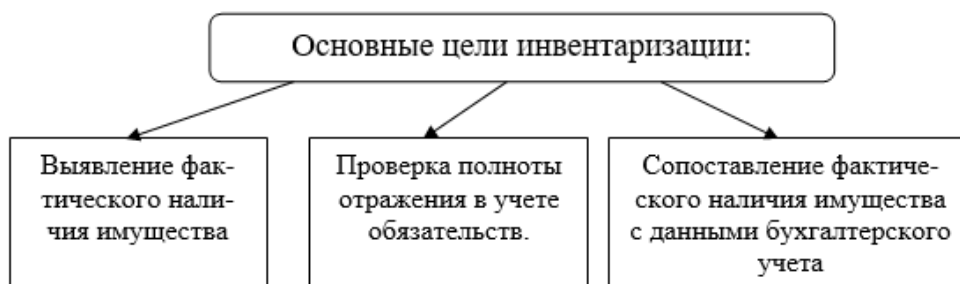 Основные цели инвентаризации:
Выявление фак-
тического нали-
чия имущества
Проверка полноты
отражения в учете
обязательств.
Сопоставление фактиче-
ского наличия имущества
с данными бухгалтерского
учета